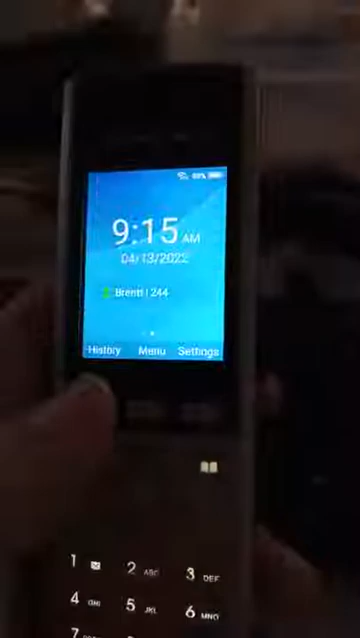 9:15 AM
04/13/2022
244
History Menu Settings
1 2 ABC 3 DEF
4 GHI 5 JKL 6 MNO
7